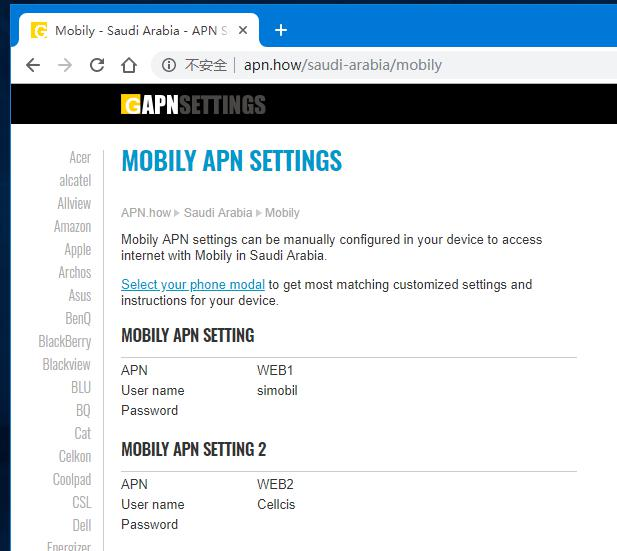 Mobily - Saudi Arabia - APN S
不安全 apn.how/saudi-arabia/mobily
G APNSETTINGS
Acer
alcatel
Allview
Amazon
Apple
Archos
Asus
BenQ
BlackBerry
Blackview
BLU
BQ
Cat
Celkon
Coolpad
CSL
Dell
Energizer
MOBILY APN SETTINGS
APN.how Saudi Arabia Mobily
Mobily APN settings can be manually configured in your device to access
internet with Mobily in Saudi Arabia.
Select your phone modal to get most matching customized settings and
instructions for your device.
MOBILY APN SETTING
APN WEB1
User name simobil
Password
MOBILY APN SETTING 2
APN WEB2
User name Cellcis
Password